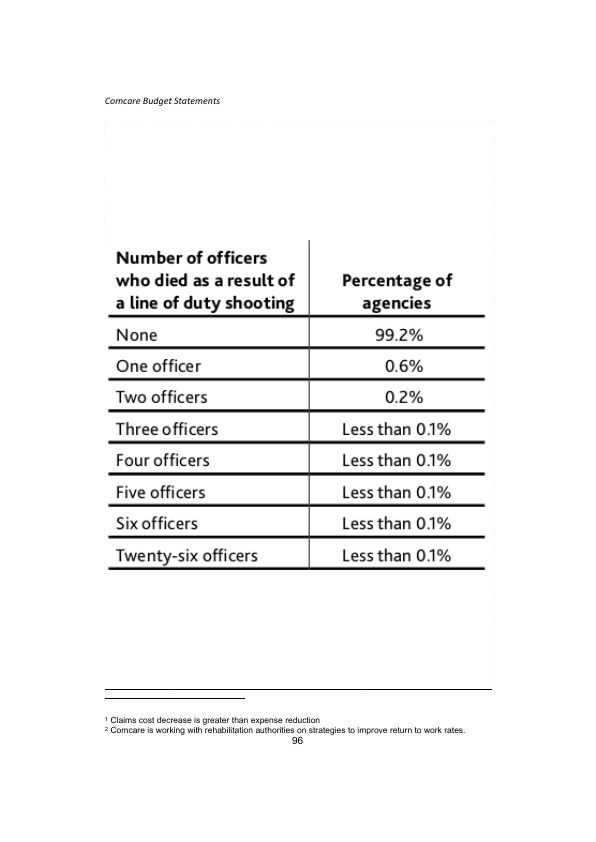 Comcare Budget Statements
Number of officers
who died as a result of
a line of duty shooting
Percentage of
agencies
None 99.2%
One officer 0.6%
Two officers 0.2%
Three officers Less than 0.1%
Four officers Less than 0.1%
Five officers Less than 0.1%
Six officers Less than 0.1%
Twenty-six officers Less than 0.1%
1 Claims cost decrease is greater than expense reduction
2 Comcare is working with rehabilitation authorities on strategies to improve return to work rates.
96